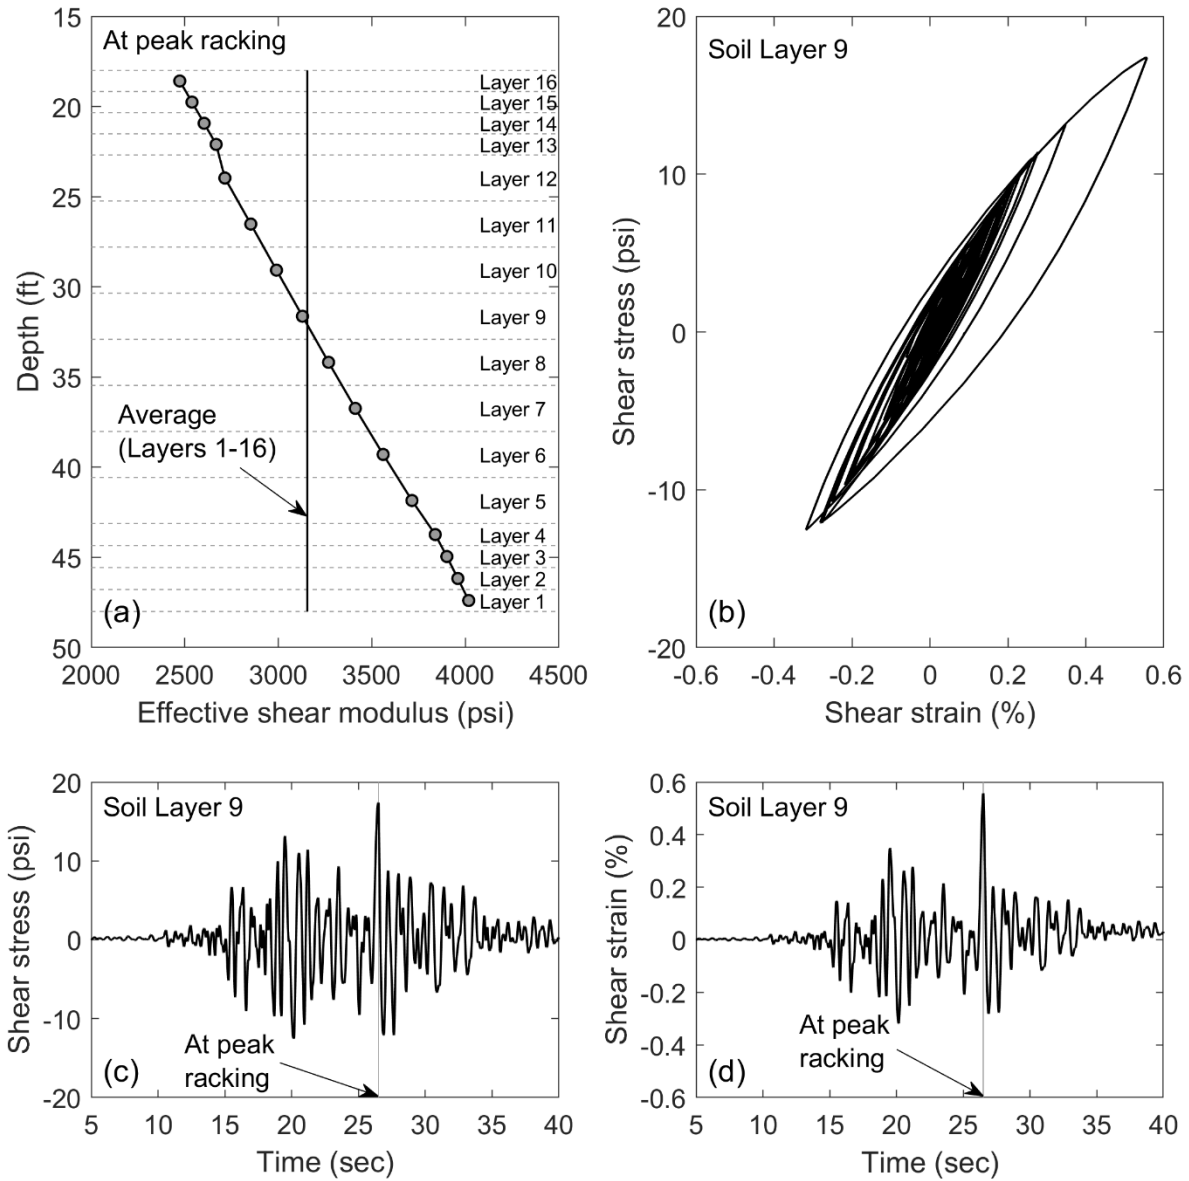 At peak racking
Layer 16
Layer 15
Layer 14
Layer 13
Layer 12
Layer 11
Layer 10
Layer 9
Layer 8
Layer 7
Layer 6
Layer 5
Layer 4
Layer 3
Layer 2
Layer 1
Average
(Layers 1-16)
(a)
15
20
25
30
35
40
45
50
Depth (ft)
2000 2500 3000 3500 4000 4500
Effective shear modulus (psi)
Soil Layer 9
(b)
20
10
0
-10
-20
Shear stress (psi)
-0.6 -0.4 -0.2 0 0.2 0.4 0.6
Shear strain (%)
Soil Layer 9
At peak
racking
(c)
20
10
0
-10
-20
Shear stress (psi)
5 10 15 20 25 30 35 40
Time (sec)
Soil Layer 9
At peak
racking
(d)
0.6
0.4
0.2
0
-0.2
-0.4
-0.6
Shear strain (%)
5 10 15 20 25 30 35 40
Time (sec)